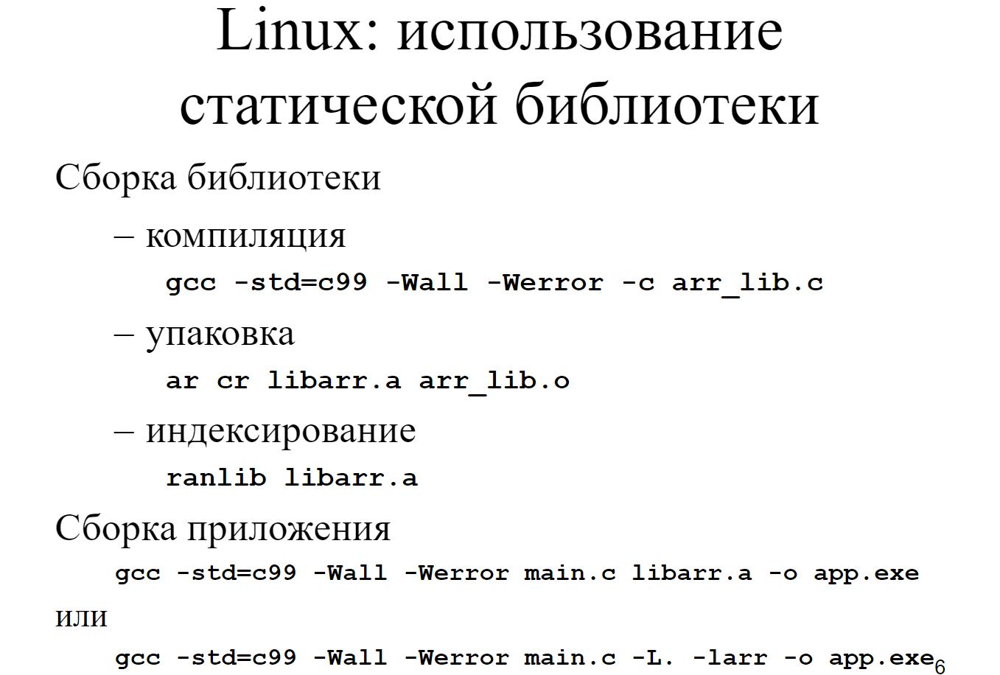 Linux: использование
статической библиотеки
Сборка библиотеки
– компиляция
gcc -std=c99 -Wall -Werror -c arr_lib.c
– упаковка
ar cr libarr.a arr_lib.o
– индексирование
ranlib libarr.a
Сборка приложения
gcc -std=c99 -Wall -Werror main.c libarr.a -o app.exe
или
gcc -std=c99 -Wall -Werror main.c -L. -larr -o app.exe
6